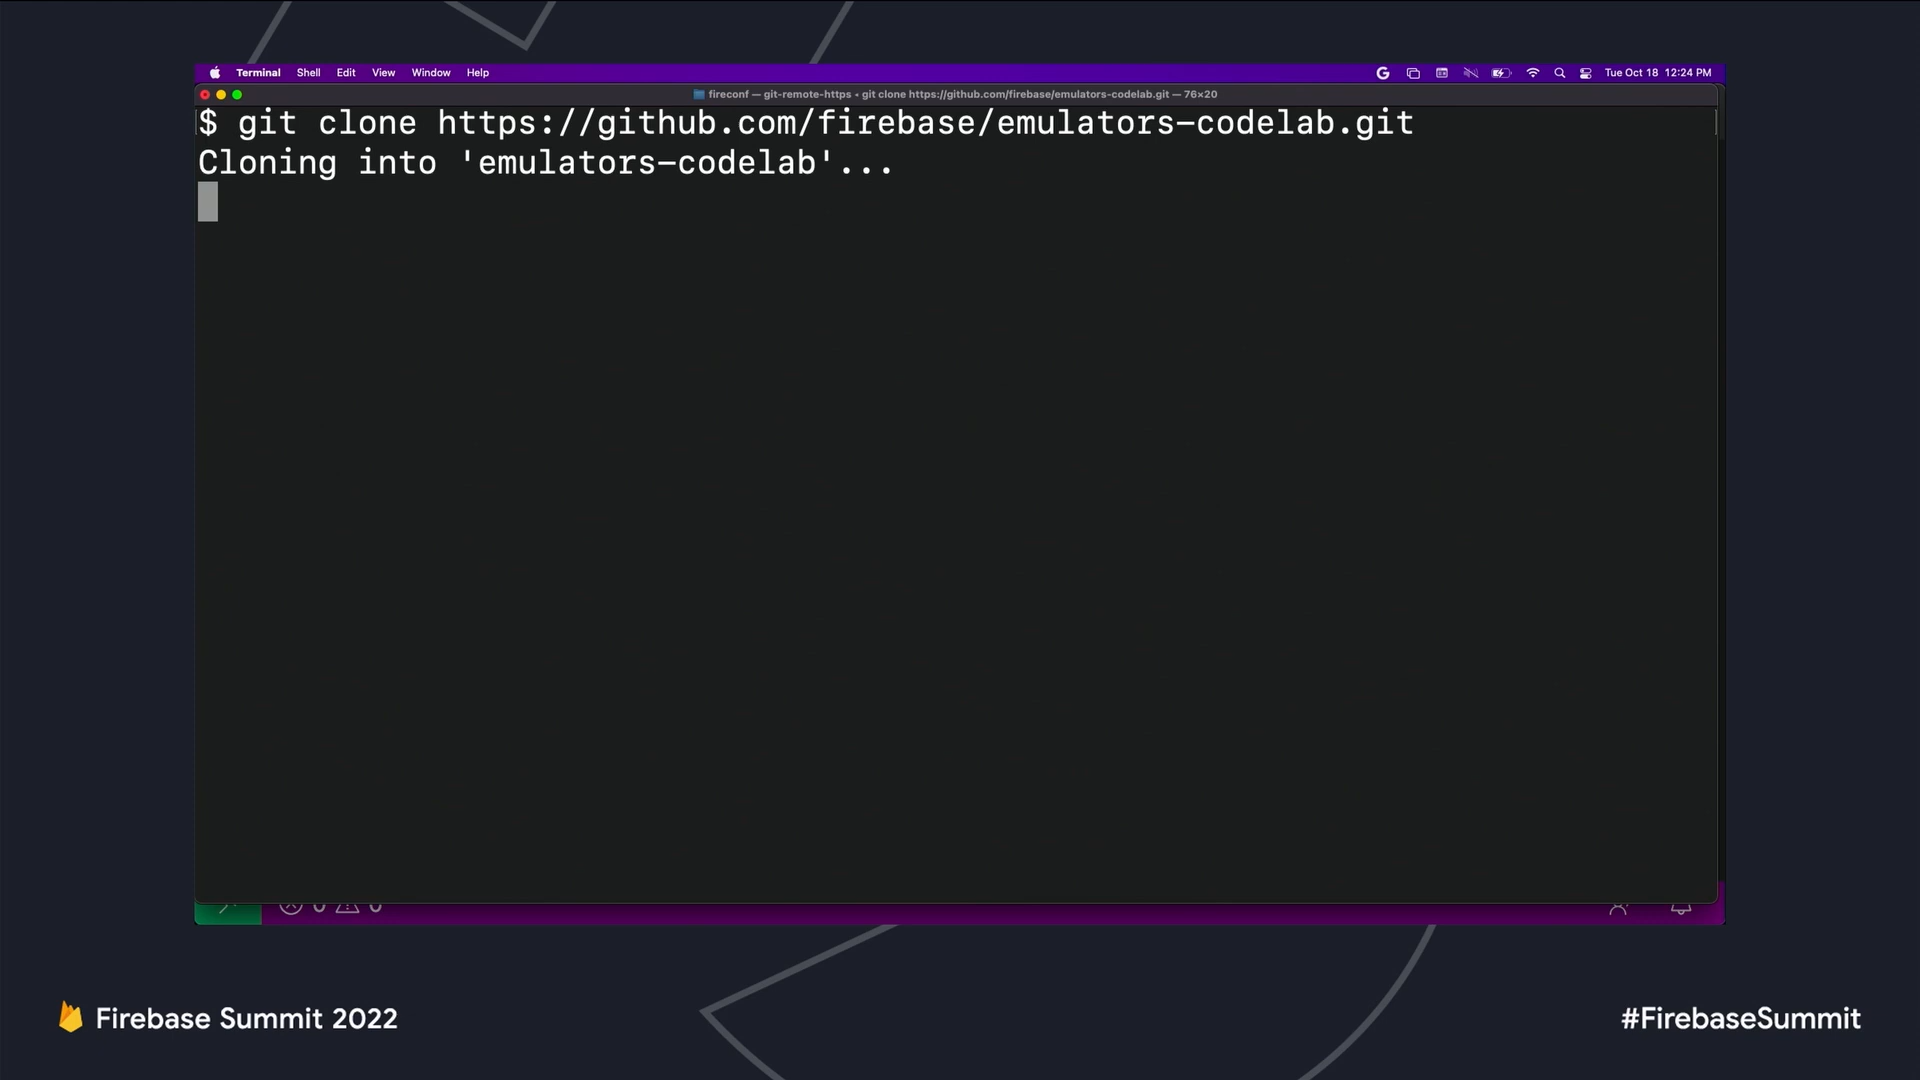 Terminal Shell Edit View Window Help Tue Oct 18 12:24 PM
fireconf — git-remote-https ◂ git clone https://github.com/firebase/emulators-codelab.git — 76×20
$ git clone https://github.com/firebase/emulators-codelab.git
Cloning into 'emulators-codelab'...
0 0
Firebase Summit 2022
#FirebaseSummit